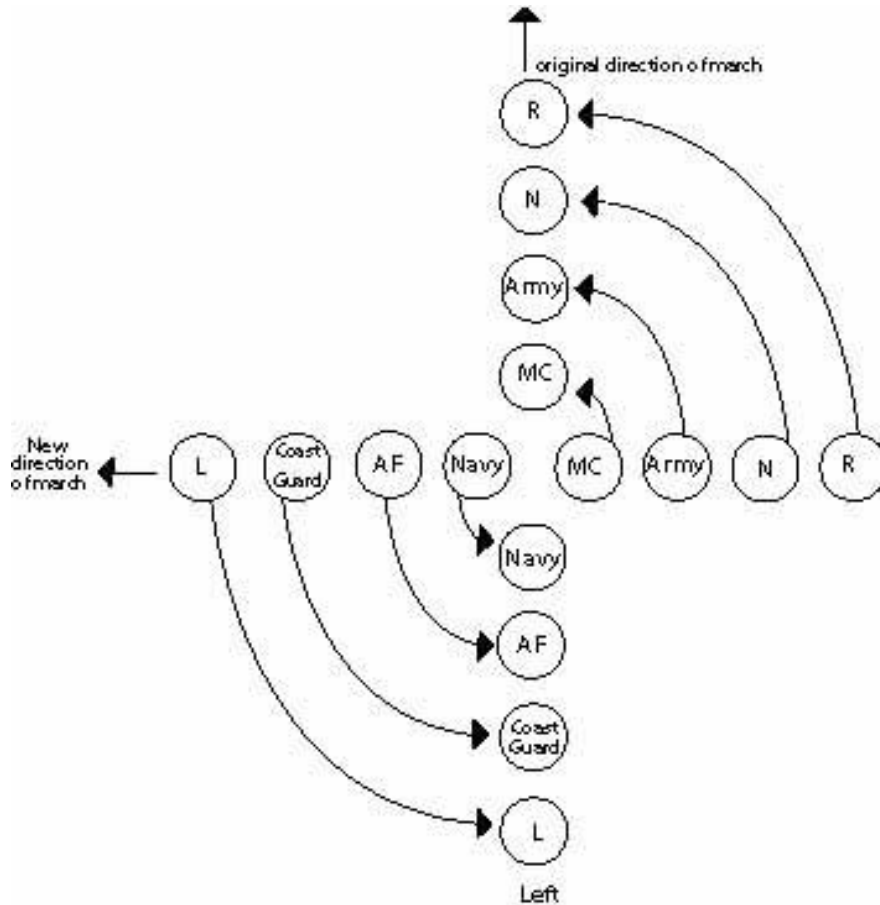 original direction of march
R
N
Army
MC
New
direction
of march
L
Coast
Guard
AF
Navy
MC
Army
N
R
Navy
AF
Coast
Guard
L
Left